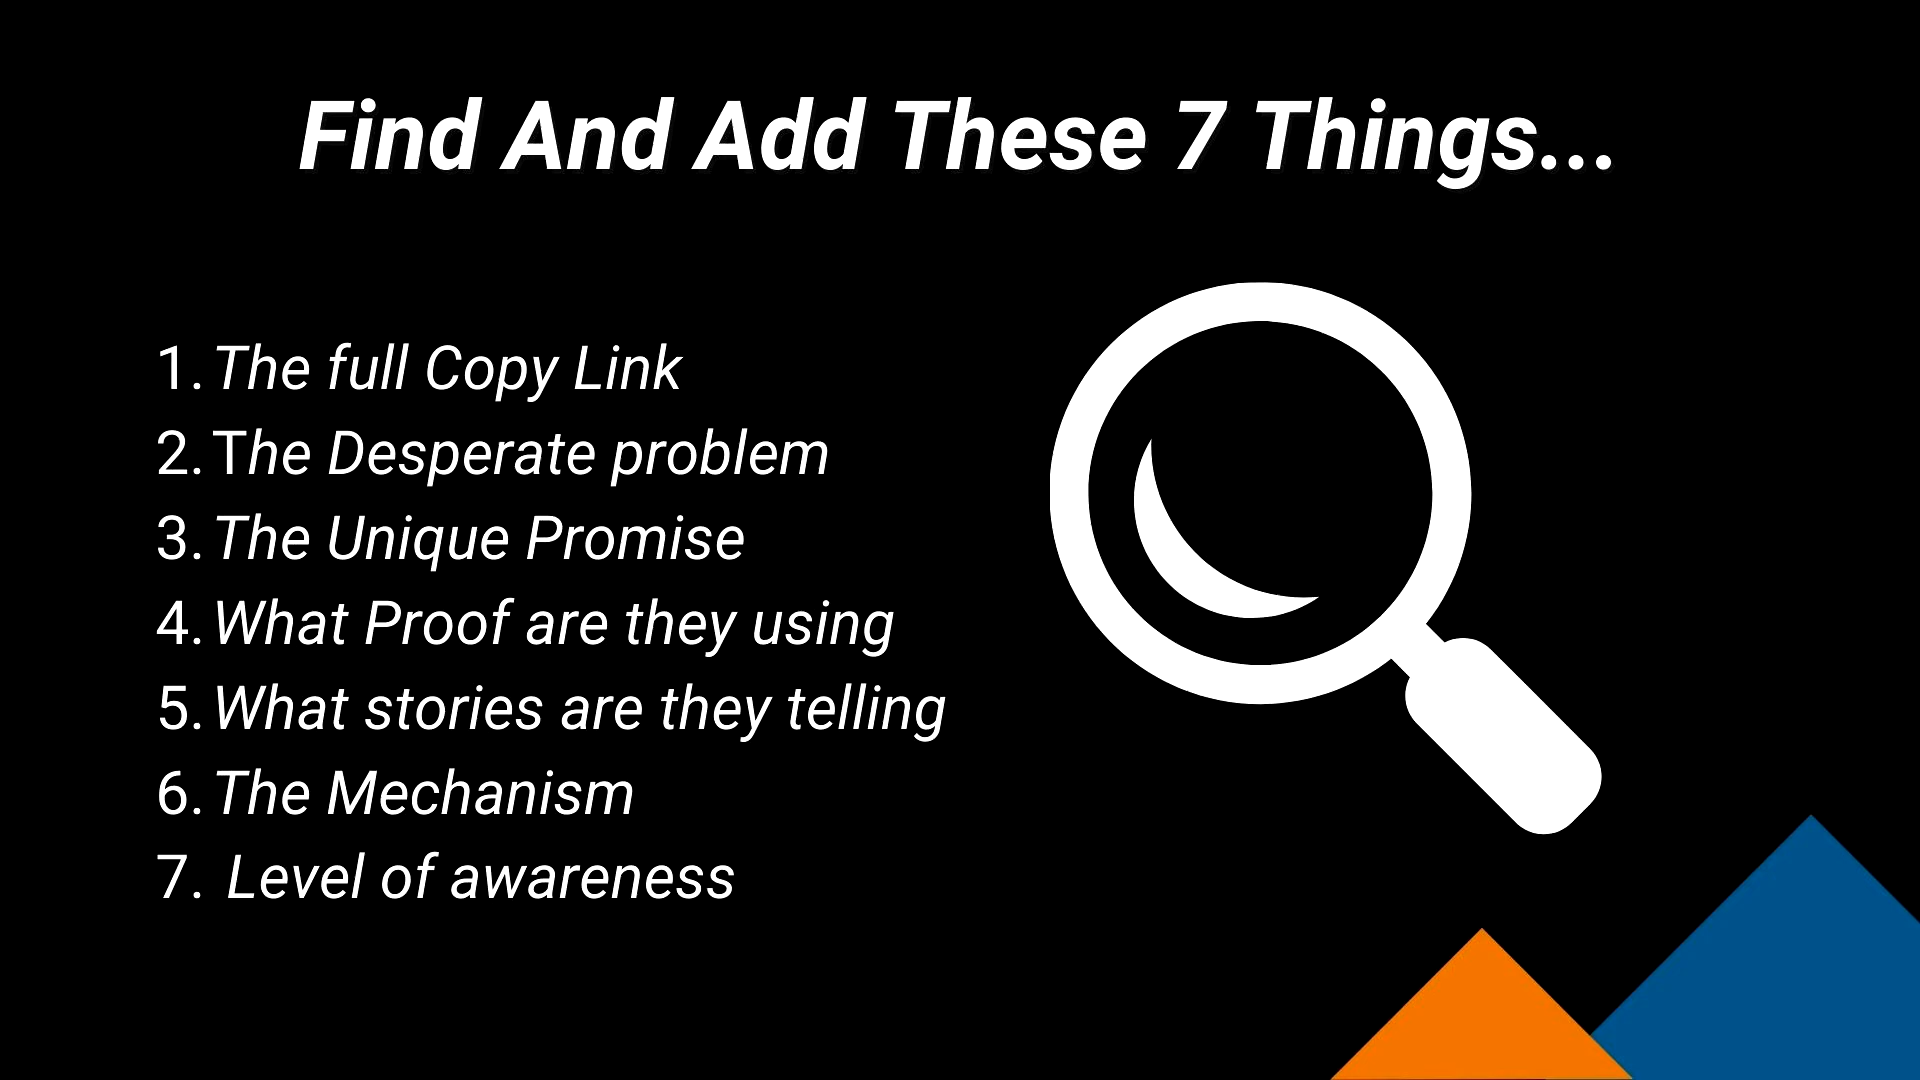 Find And Add These 7 Things...
1. The full Copy Link
2. The Desperate problem
3. The Unique Promise
4. What Proof are they using
5. What stories are they telling
6. The Mechanism
7. Level of awareness